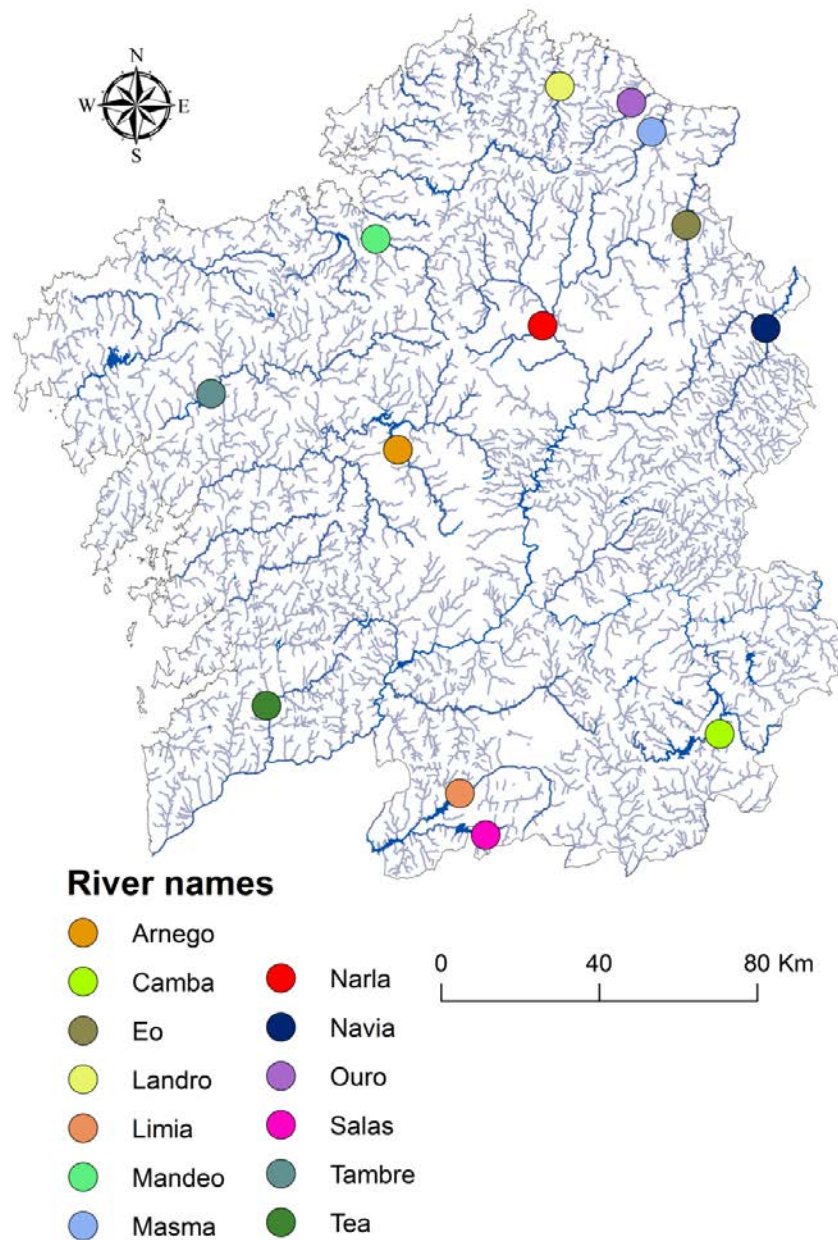 N
W E
S
River names
Arnego
Camba
Eo
Landro
Limia
Mandeo
Masma
Narla
Navia
Ouro
Salas
Tambre
Tea
0 40 80 Km